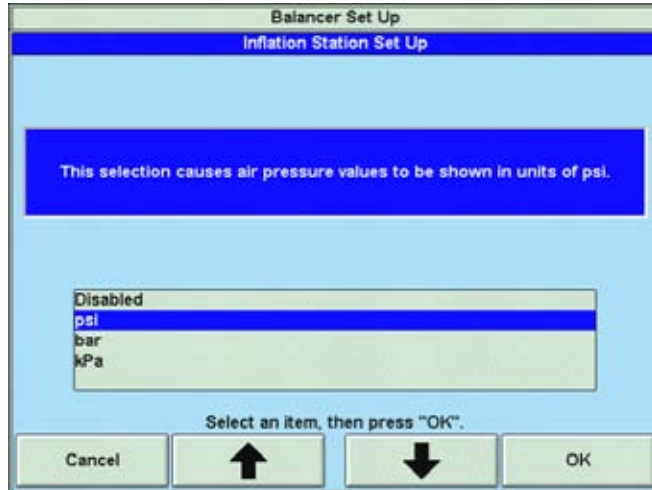 Balancer Set Up
Inflation Station Set Up
This selection causes air pressure values to be shown in units of psi.
Disabled
psi
bar
kPa
Select an item, then press "OK".
Cancel
OK